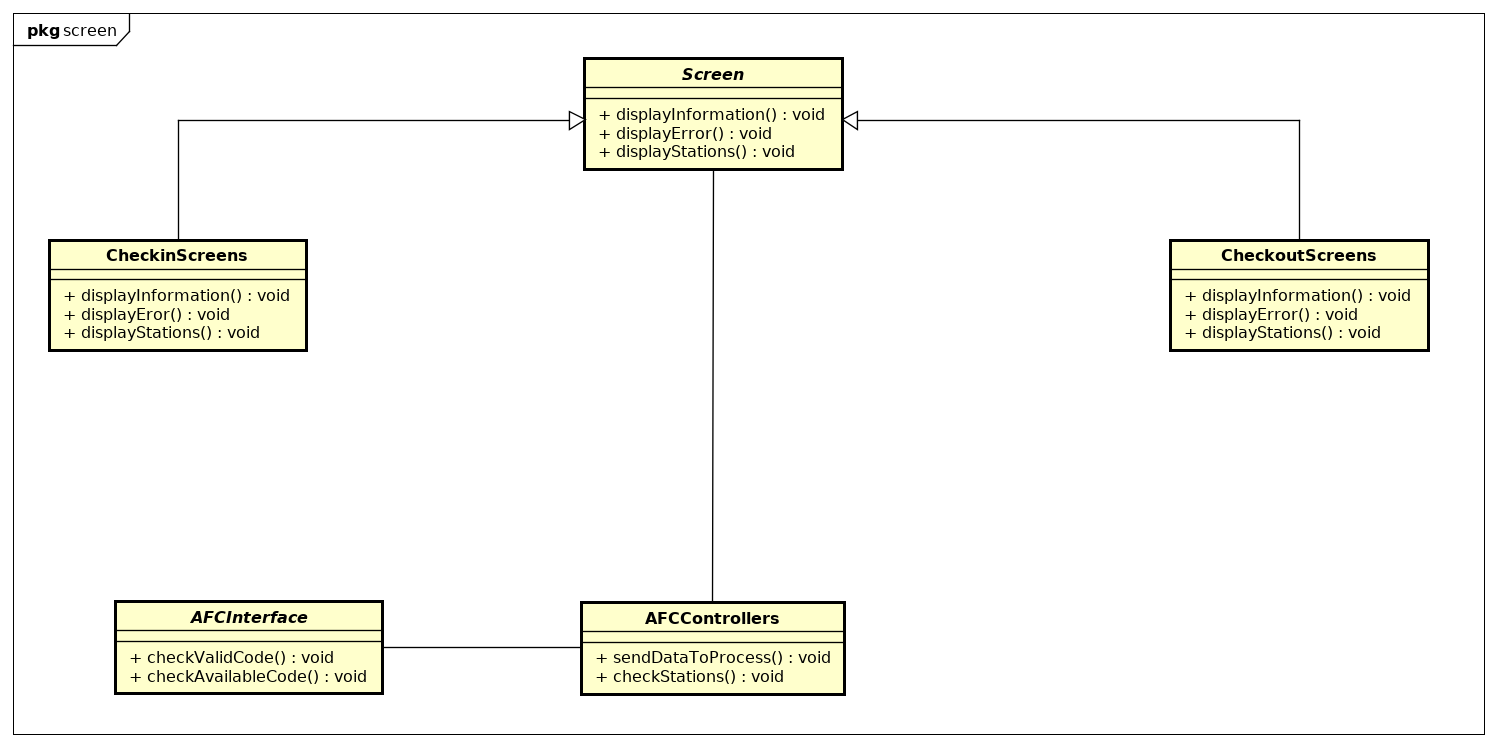 pkg screen
Screen
+ displayInformation() : void
+ displayError() : void
+ displayStations() : void
CheckinScreens
+ displayInformation() : void
+ displayEror() : void
+ displayStations() : void
CheckoutScreens
+ displayInformation() : void
+ displayError() : void
+ displayStations() : void
AFCInterface
+ checkValidCode() : void
+ checkAvailableCode() : void
AFCControllers
+ sendDataToProcess() : void
+ checkStations() : void